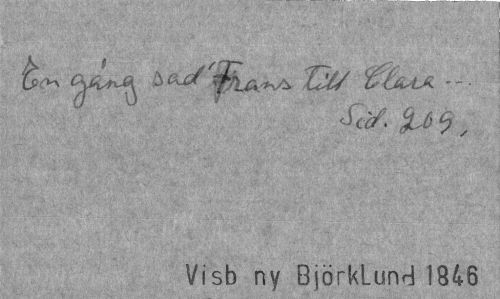 En gång sad' Frans till Clara ...
Sid. 209,
Visb ny BjörkLund 1846